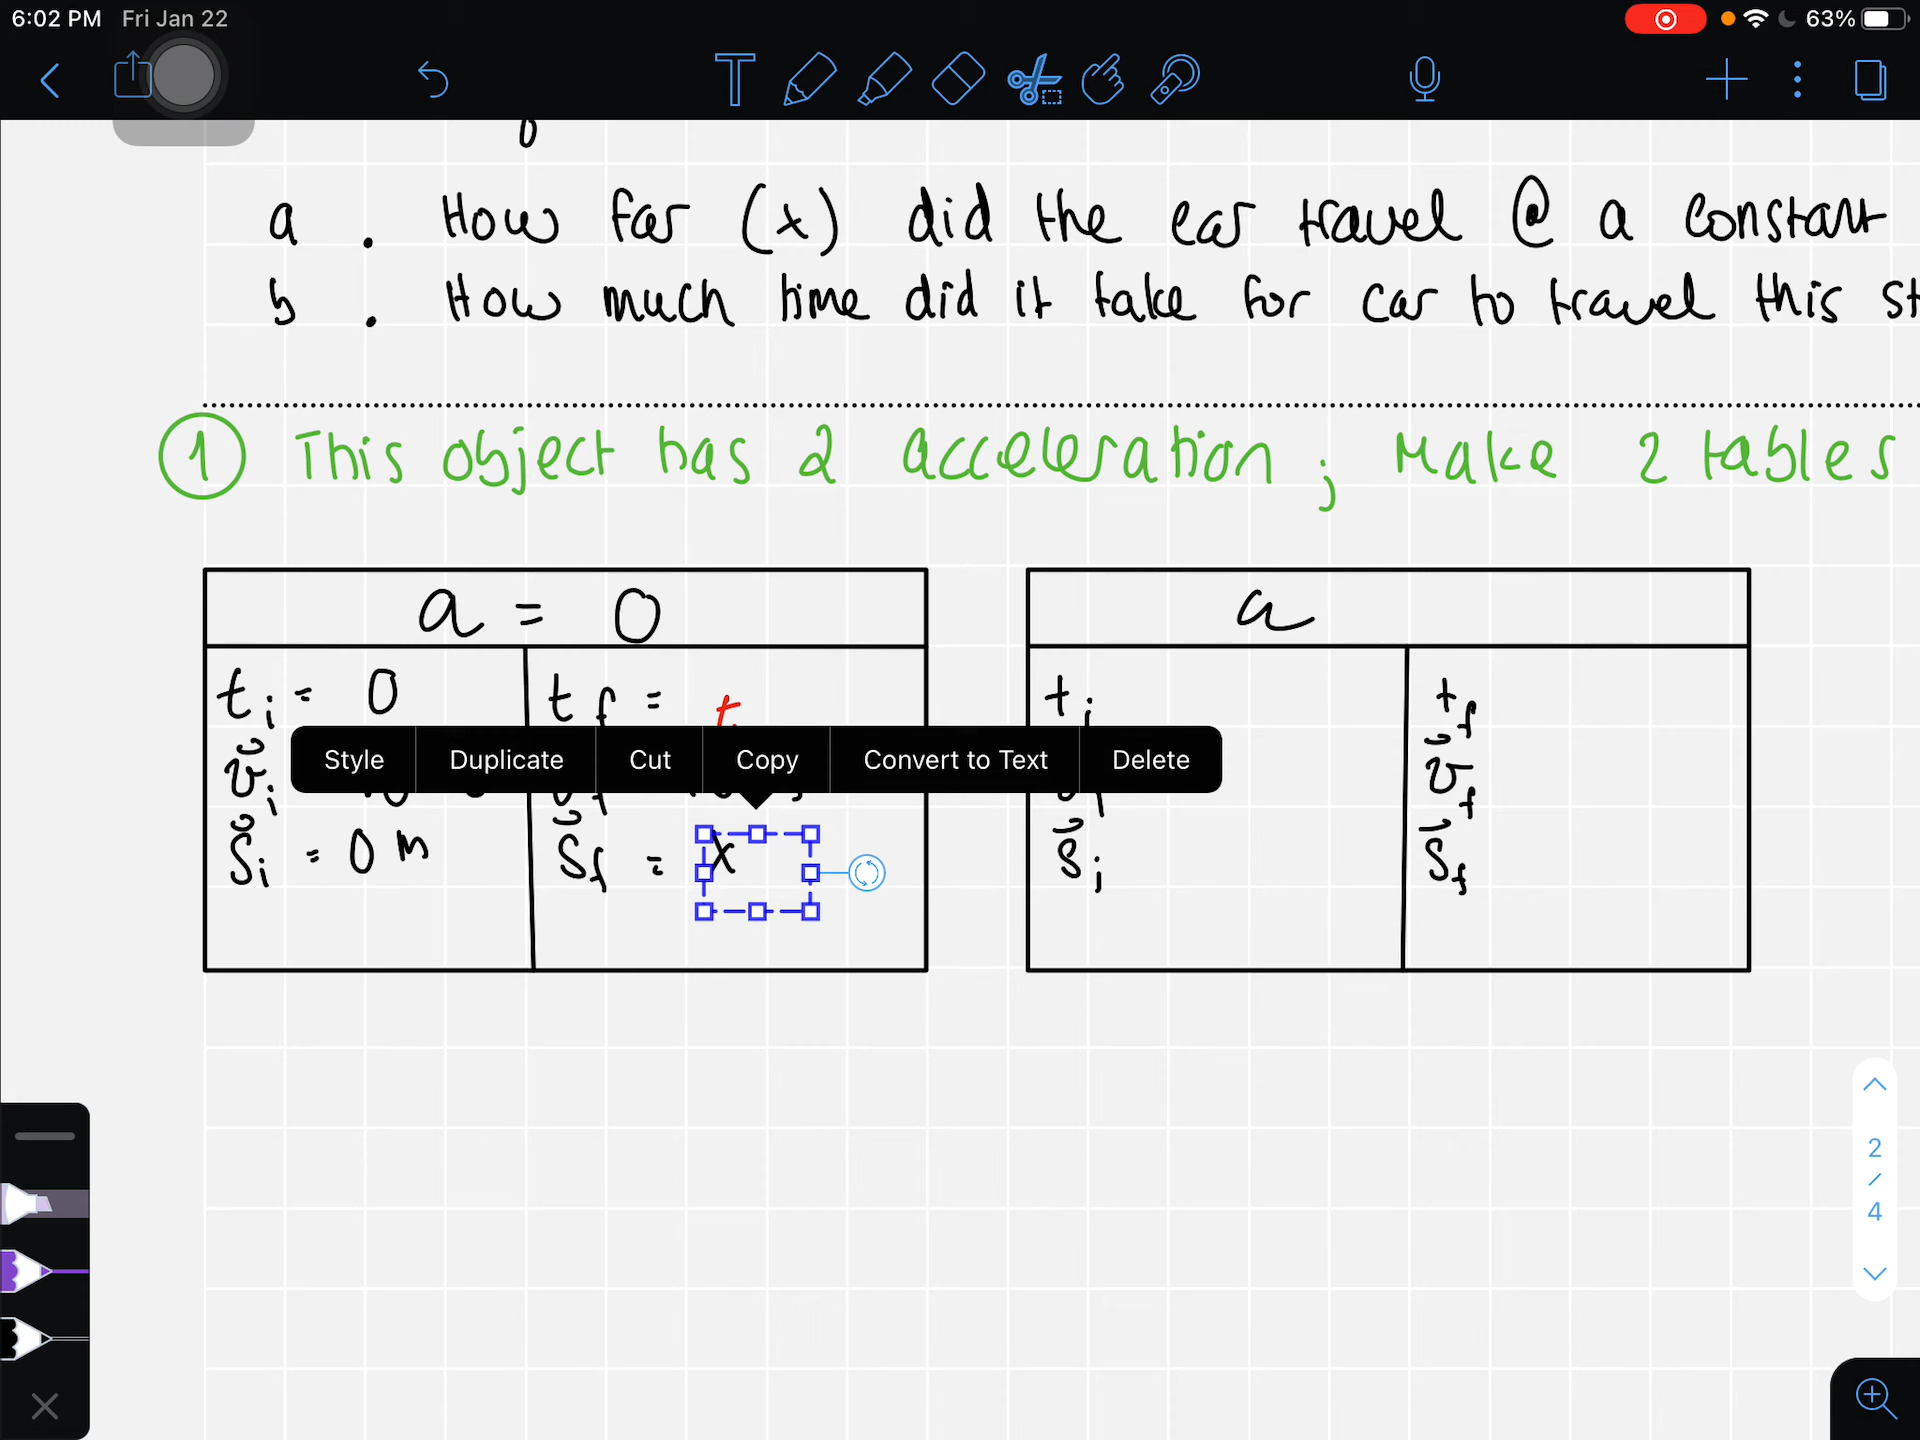 6:02 PM Fri Jan 22 63%
a . How far (x) did the car travel @ a constant
b . How much time did it take for car to travel this st
1 This object has 2 acceleration ; Make 2 tables
a = 0
a
ti = 0
tf = t
ti
tf
Style Duplicate Cut Copy Convert to Text Delete
vi
vf
si = 0 m
sf = x
si
sf
2
/
4